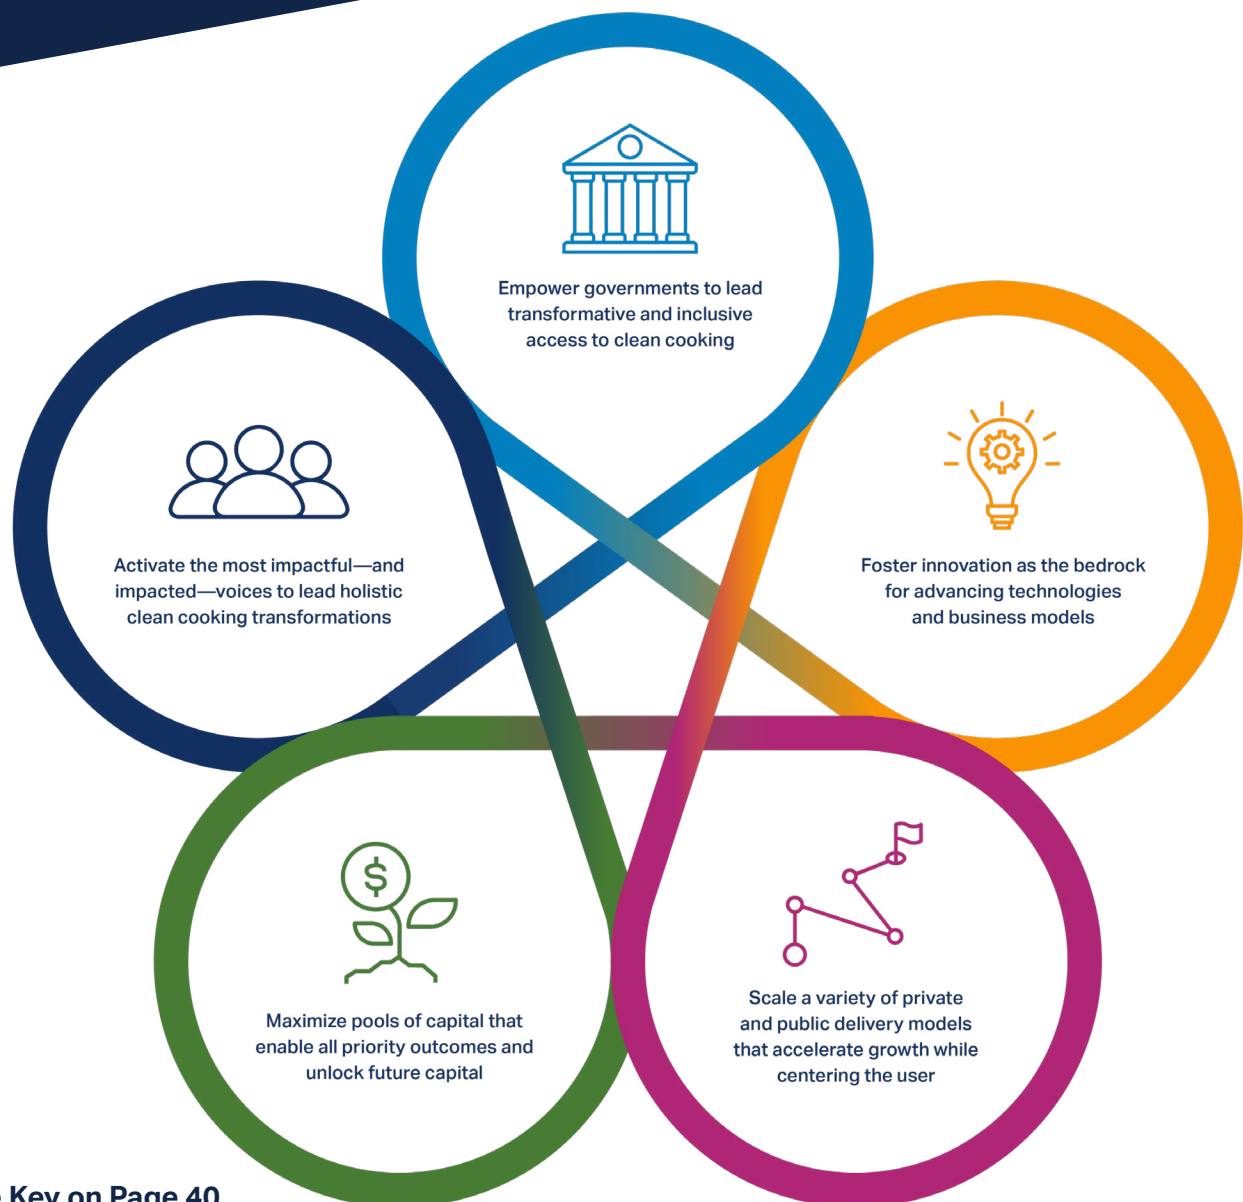 Empower governments to lead
transformative and inclusive
access to clean cooking
Activate the most impactful—and
impacted—voices to lead holistic
clean cooking transformations
Foster innovation as the bedrock
for advancing technologies
and business models
$
Maximize pools of capital that
enable all priority outcomes and
unlock future capital
Scale a variety of private
and public delivery models
that accelerate growth while
centering the user
Key on Page 40